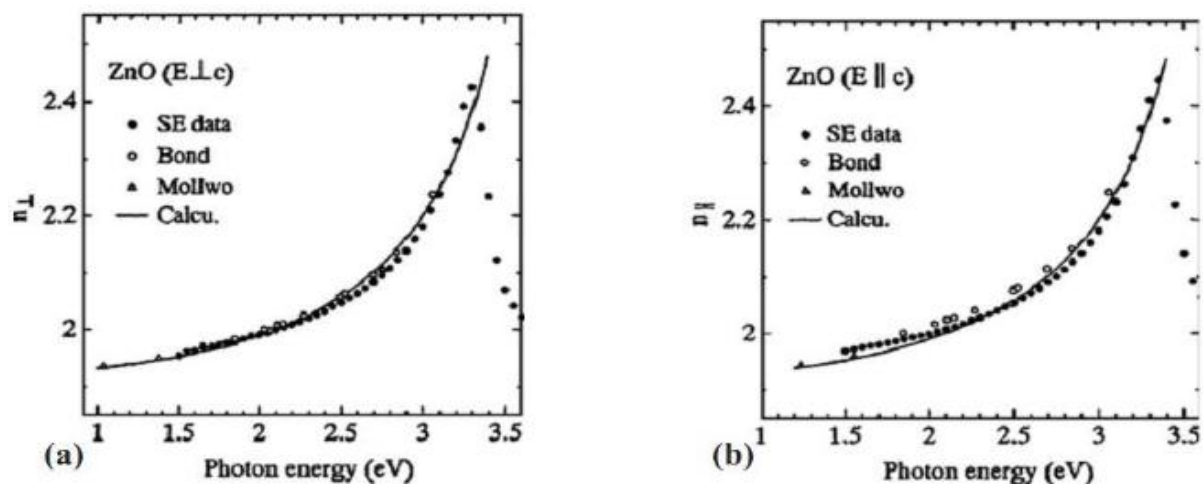 ZnO (E⊥c)
SE data
Bond
Mollwo
Calcu.
n⊥
2.4
2.2
2
1 1.5 2 2.5 3 3.5
Photon energy (eV)
(a)
ZnO (E ∥ c)
SE data
Bond
Mollwo
Calcu.
n∥
2.4
2.2
2
1 1.5 2 2.5 3 3.5
Photon energy (eV)
(b)